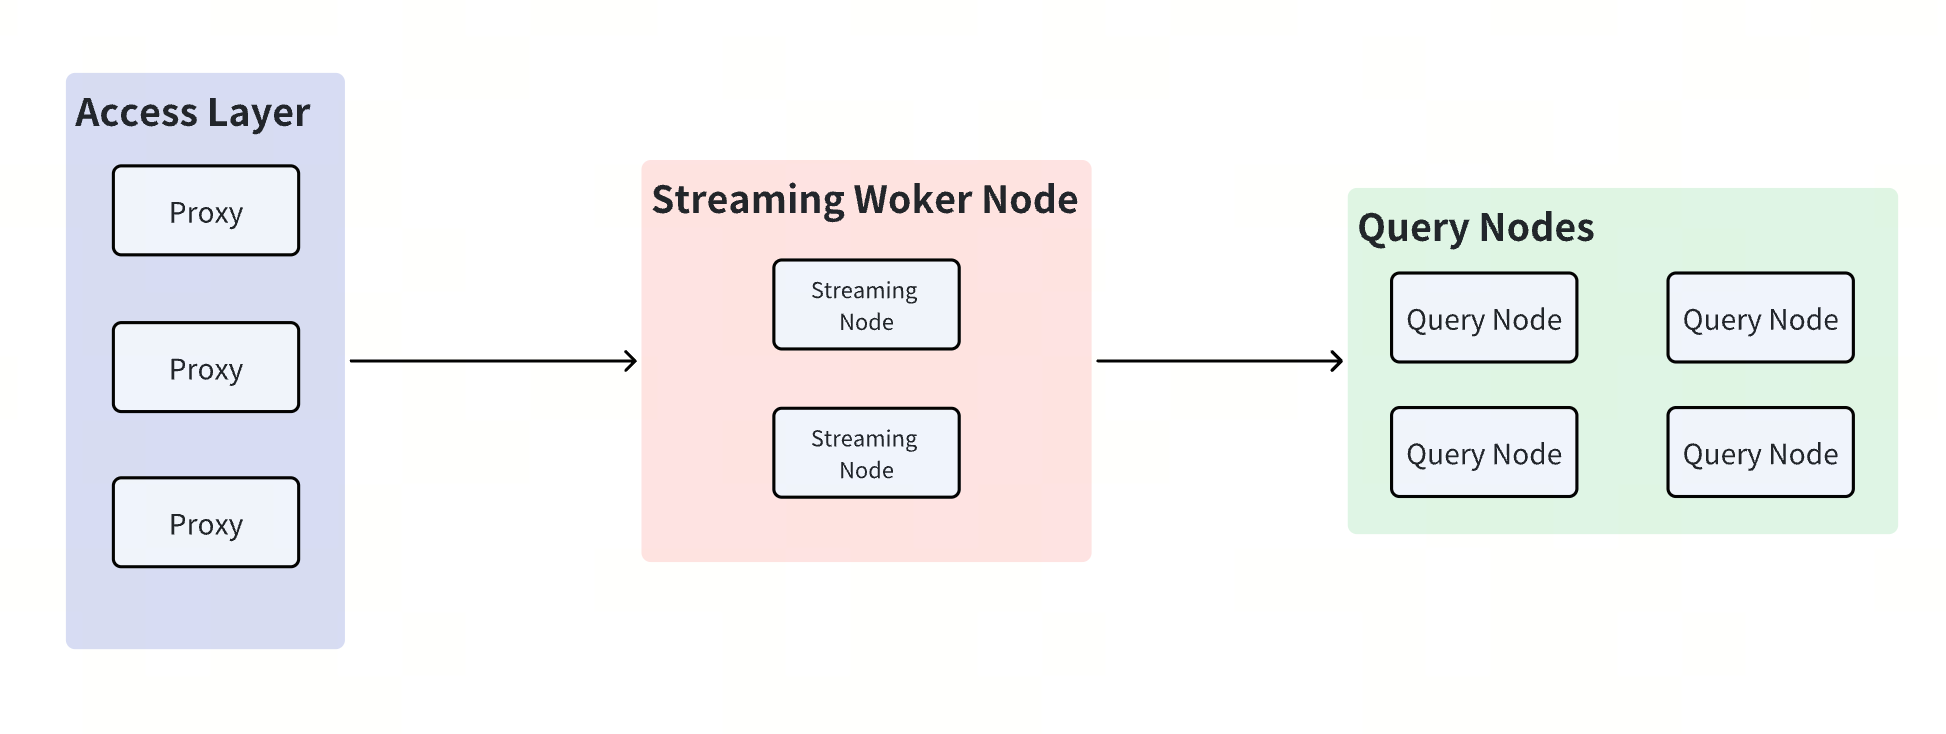 Access Layer
Proxy
Proxy
Proxy
Streaming Woker Node
Streaming
Node
Streaming
Node
Query Nodes
Query Node
Query Node
Query Node
Query Node